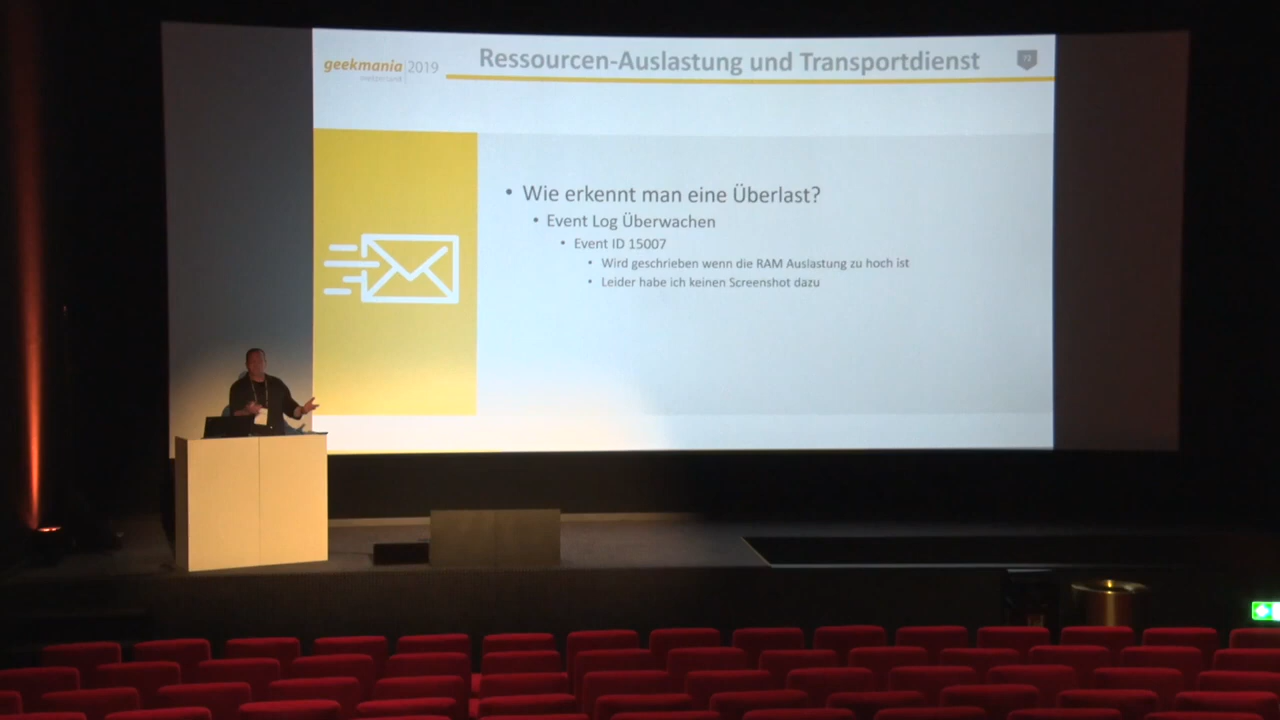 geekmania 2019
Ressourcen-Auslastung und Transportdienst
72
• Wie erkennt man eine Überlast?
• Event Log Überwachen
• Event ID 15007
• Wird geschrieben wenn die RAM Auslastung zu hoch ist
• Leider habe ich keinen Screenshot dazu